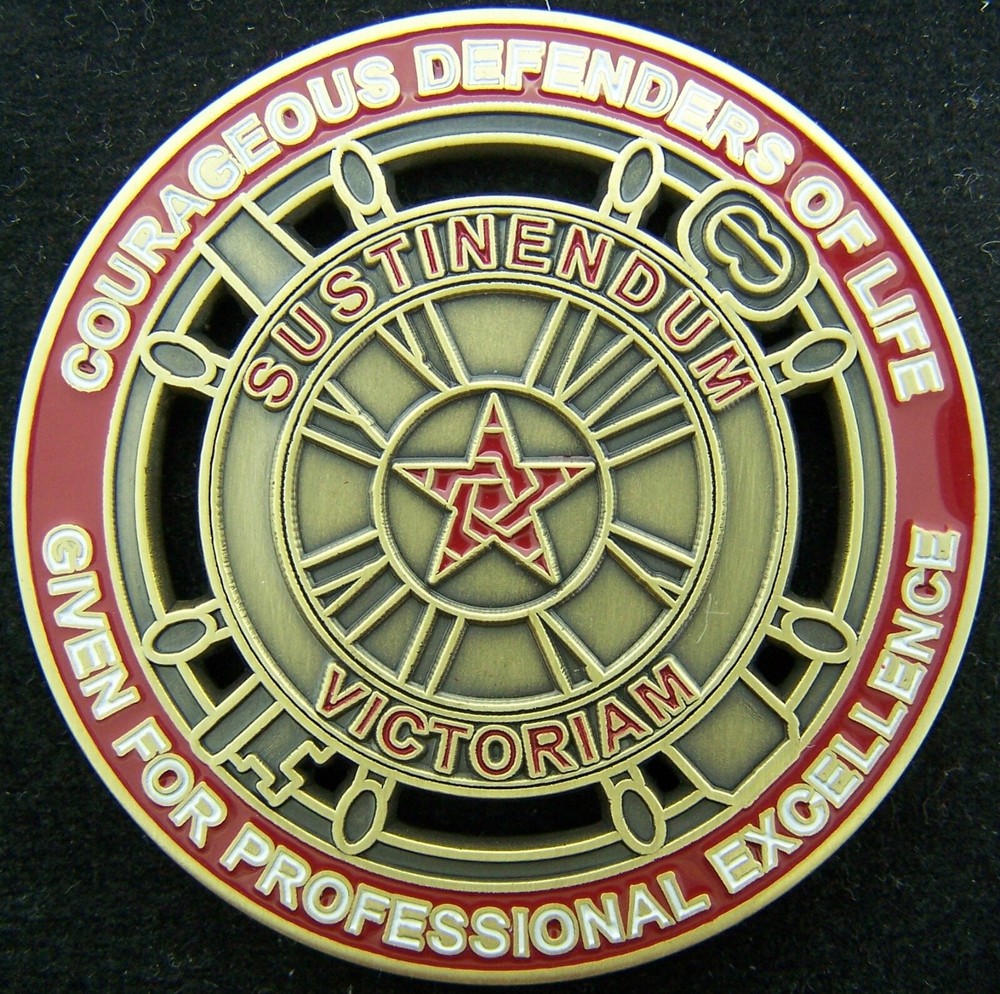 COURAGEOUS DEFENDERS OF LIFE
SUSTINENDUM
VICTORIAM
GIVEN FOR PROFESSIONAL EXCELLENCE